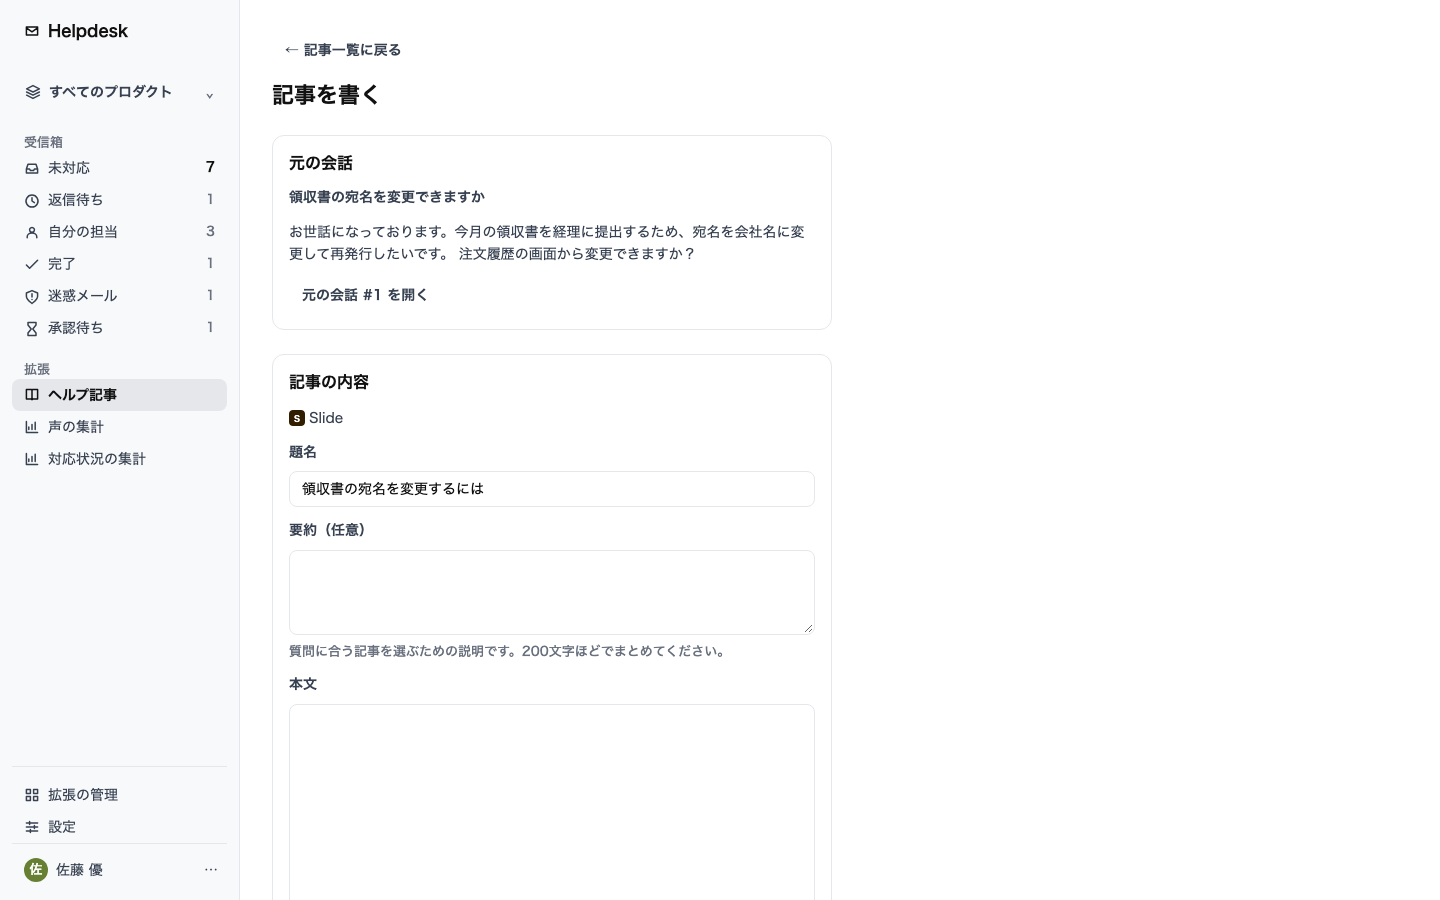 Helpdesk
すべてのプロダクト
受信箱
未対応 7
返信待ち 1
自分の担当 3
完了 1
迷惑メール 1
承認待ち 1
拡張
ヘルプ記事
声の集計
対応状況の集計
拡張の管理
設定
佐 佐藤 優 …
← 記事一覧に戻る
記事を書く
元の会話
領収書の宛名を変更できますか
お世話になっております。今月の領収書を経理に提出するため、宛名を会社名に変
更して再発行したいです。 注文履歴の画面から変更できますか？
元の会話 #1 を開く
記事の内容
S Slide
題名
領収書の宛名を変更するには
要約（任意）
質問に合う記事を選ぶための説明です。200文字ほどでまとめてください。
本文